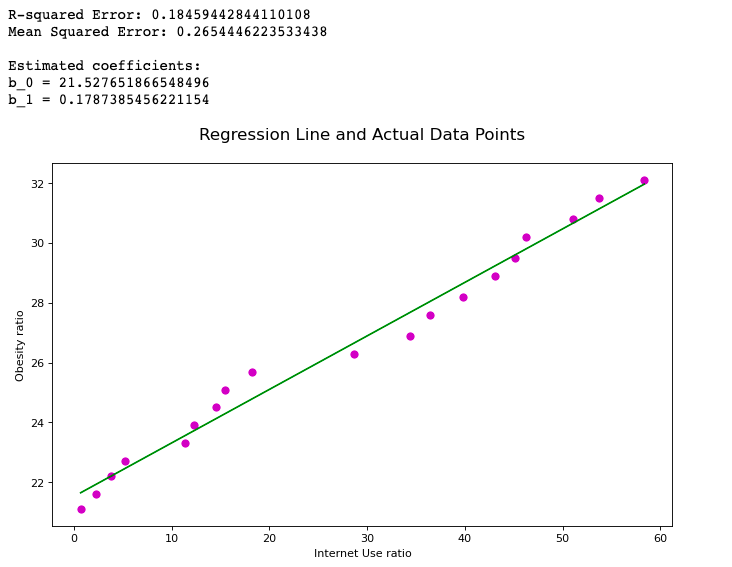 R-squared Error: 0.18459442844110108
Mean Squared Error: 0.2654446223533438
Estimated coefficients:
b_0 = 21.527651866548496
b_1 = 0.1787385456221154
Regression Line and Actual Data Points
32
30
28
26
24
22
Obesity ratio
0 10 20 30 40 50 60
Internet Use ratio